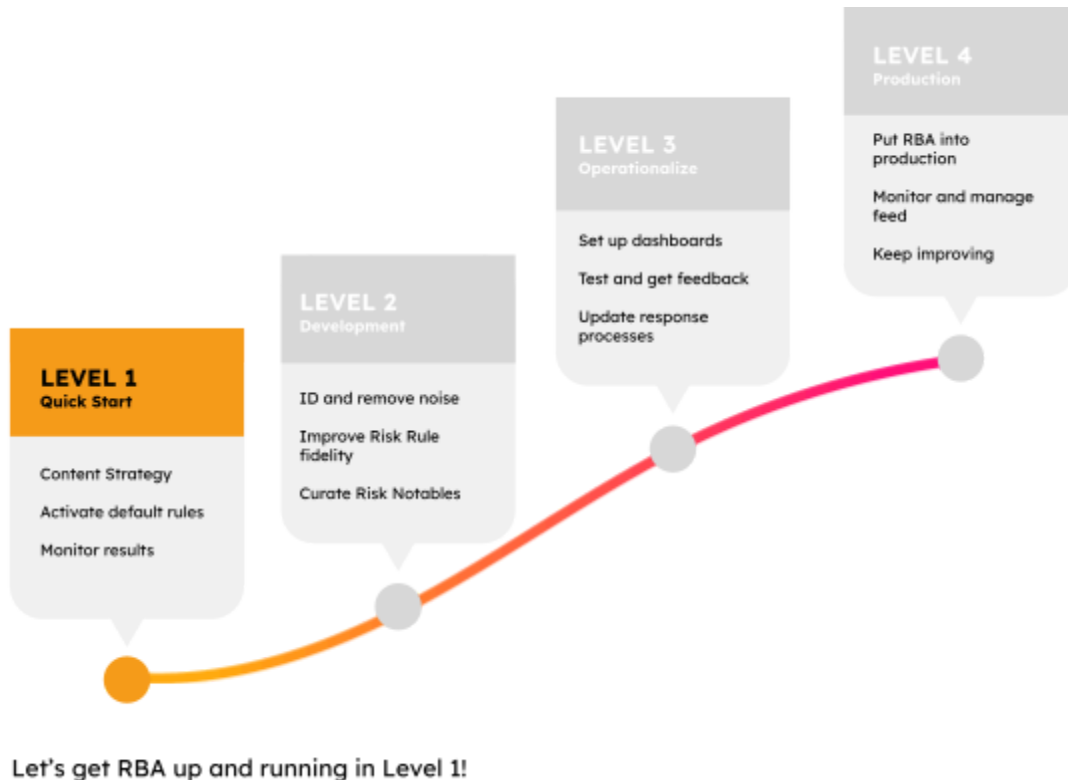 LEVEL 1
Quick Start
Content Strategy
Activate default rules
Monitor results
LEVEL 2
Development
ID and remove noise
Improve Risk Rule
fidelity
Curate Risk Notables
LEVEL 3
Operationalize
Set up dashboards
Test and get feedback
Update response
processes
LEVEL 4
Production
Put RBA into
production
Monitor and manage
feed
Keep improving
Let's get RBA up and running in Level 1!